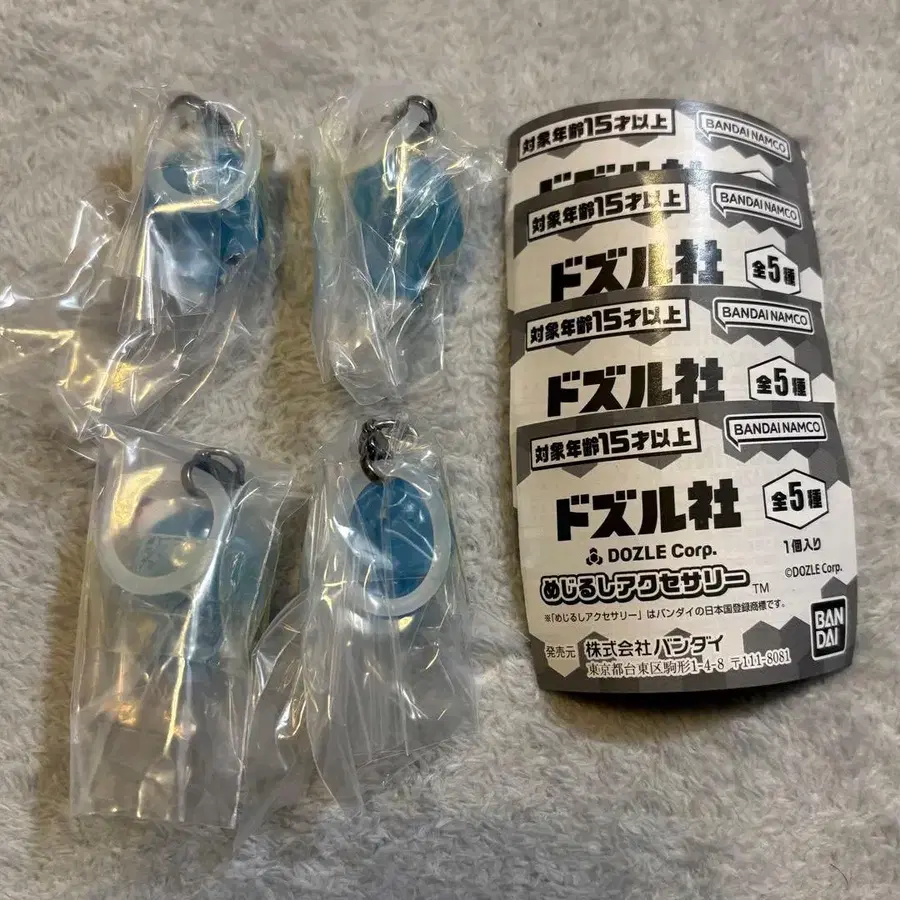 対象年齢15才以上
BANDAI NAMCO
対象年齢15才以上
BANDAI NAMCO
ドズル社
全5種
対象年齢15才以上
BANDAI NAMCO
ドズル社
全5種
対象年齢15才以上
BANDAI NAMCO
ドズル社
全5種
DOZLE Corp.
1個入り
©DOZLE Corp.
めじるしアクセサリー™
※「めじるしアクセサリー」はバンダイの日本国登録商標です。
発売元 株式会社バンダイ
東京都台東区駒形1-4-8 〒111-8081
BANDAI